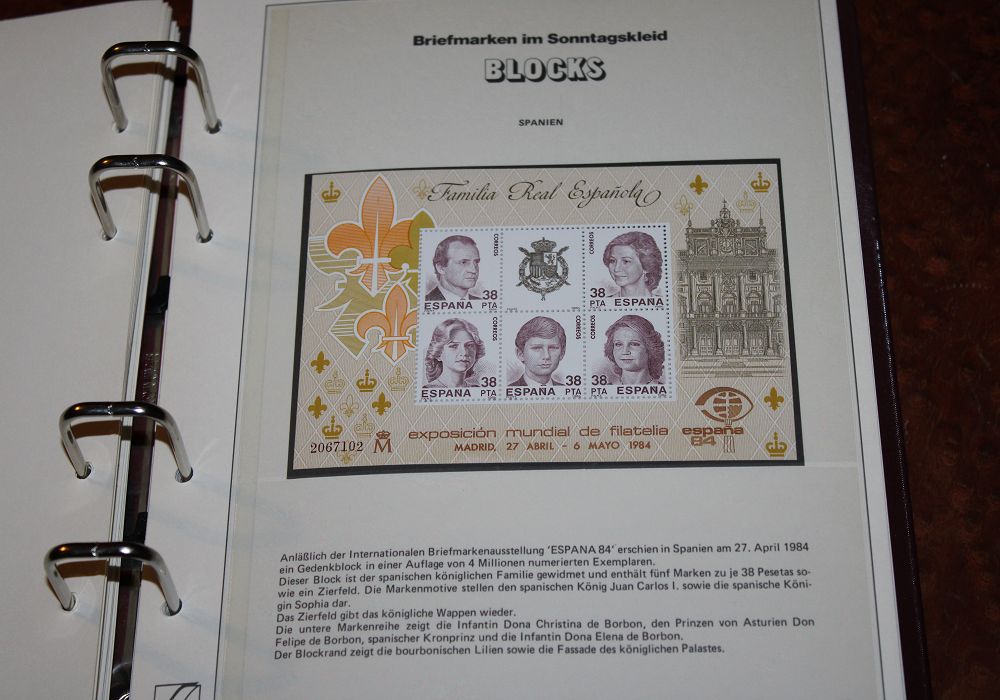 Briefmarken im Sonntagskleid
BLOCKS
SPANIEN
Familia Real Española
CORREOS
38
PTA
ESPAÑA
CORREOS
38
PTA
ESPAÑA
CORREOS
38
PTA
ESPAÑA
CORREOS
38
PTA
ESPAÑA
CORREOS
38
PTA
ESPAÑA
2067102 M
exposición mundial de filatelia
MADRID, 27 ABRIL - 6 MAYO 1984
españa
84
Anläßlich der Internationalen Briefmarkenausstellung 'ESPANA 84' erschien in Spanien am 27. April 1984
ein Gedenkblock in einer Auflage von 4 Millionen numerierten Exemplaren.
Dieser Block ist der spanischen königlichen Familie gewidmet und enthält fünf Marken zu je 38 Pesetas so-
wie ein Zierfeld. Die Markenmotive stellen den spanischen König Juan Carlos I. sowie die spanische Köni-
gin Sophia dar.
Das Zierfeld gibt das königliche Wappen wieder.
Die untere Markenreihe zeigt die Infantin Dona Christina de Borbon, den Prinzen von Asturien Don
Felipe de Borbon, spanischer Kronprinz und die Infantin Dona Elena de Borbon.
Der Blockrand zeigt die bourbonischen Lilien sowie die Fassade des königlichen Palastes.